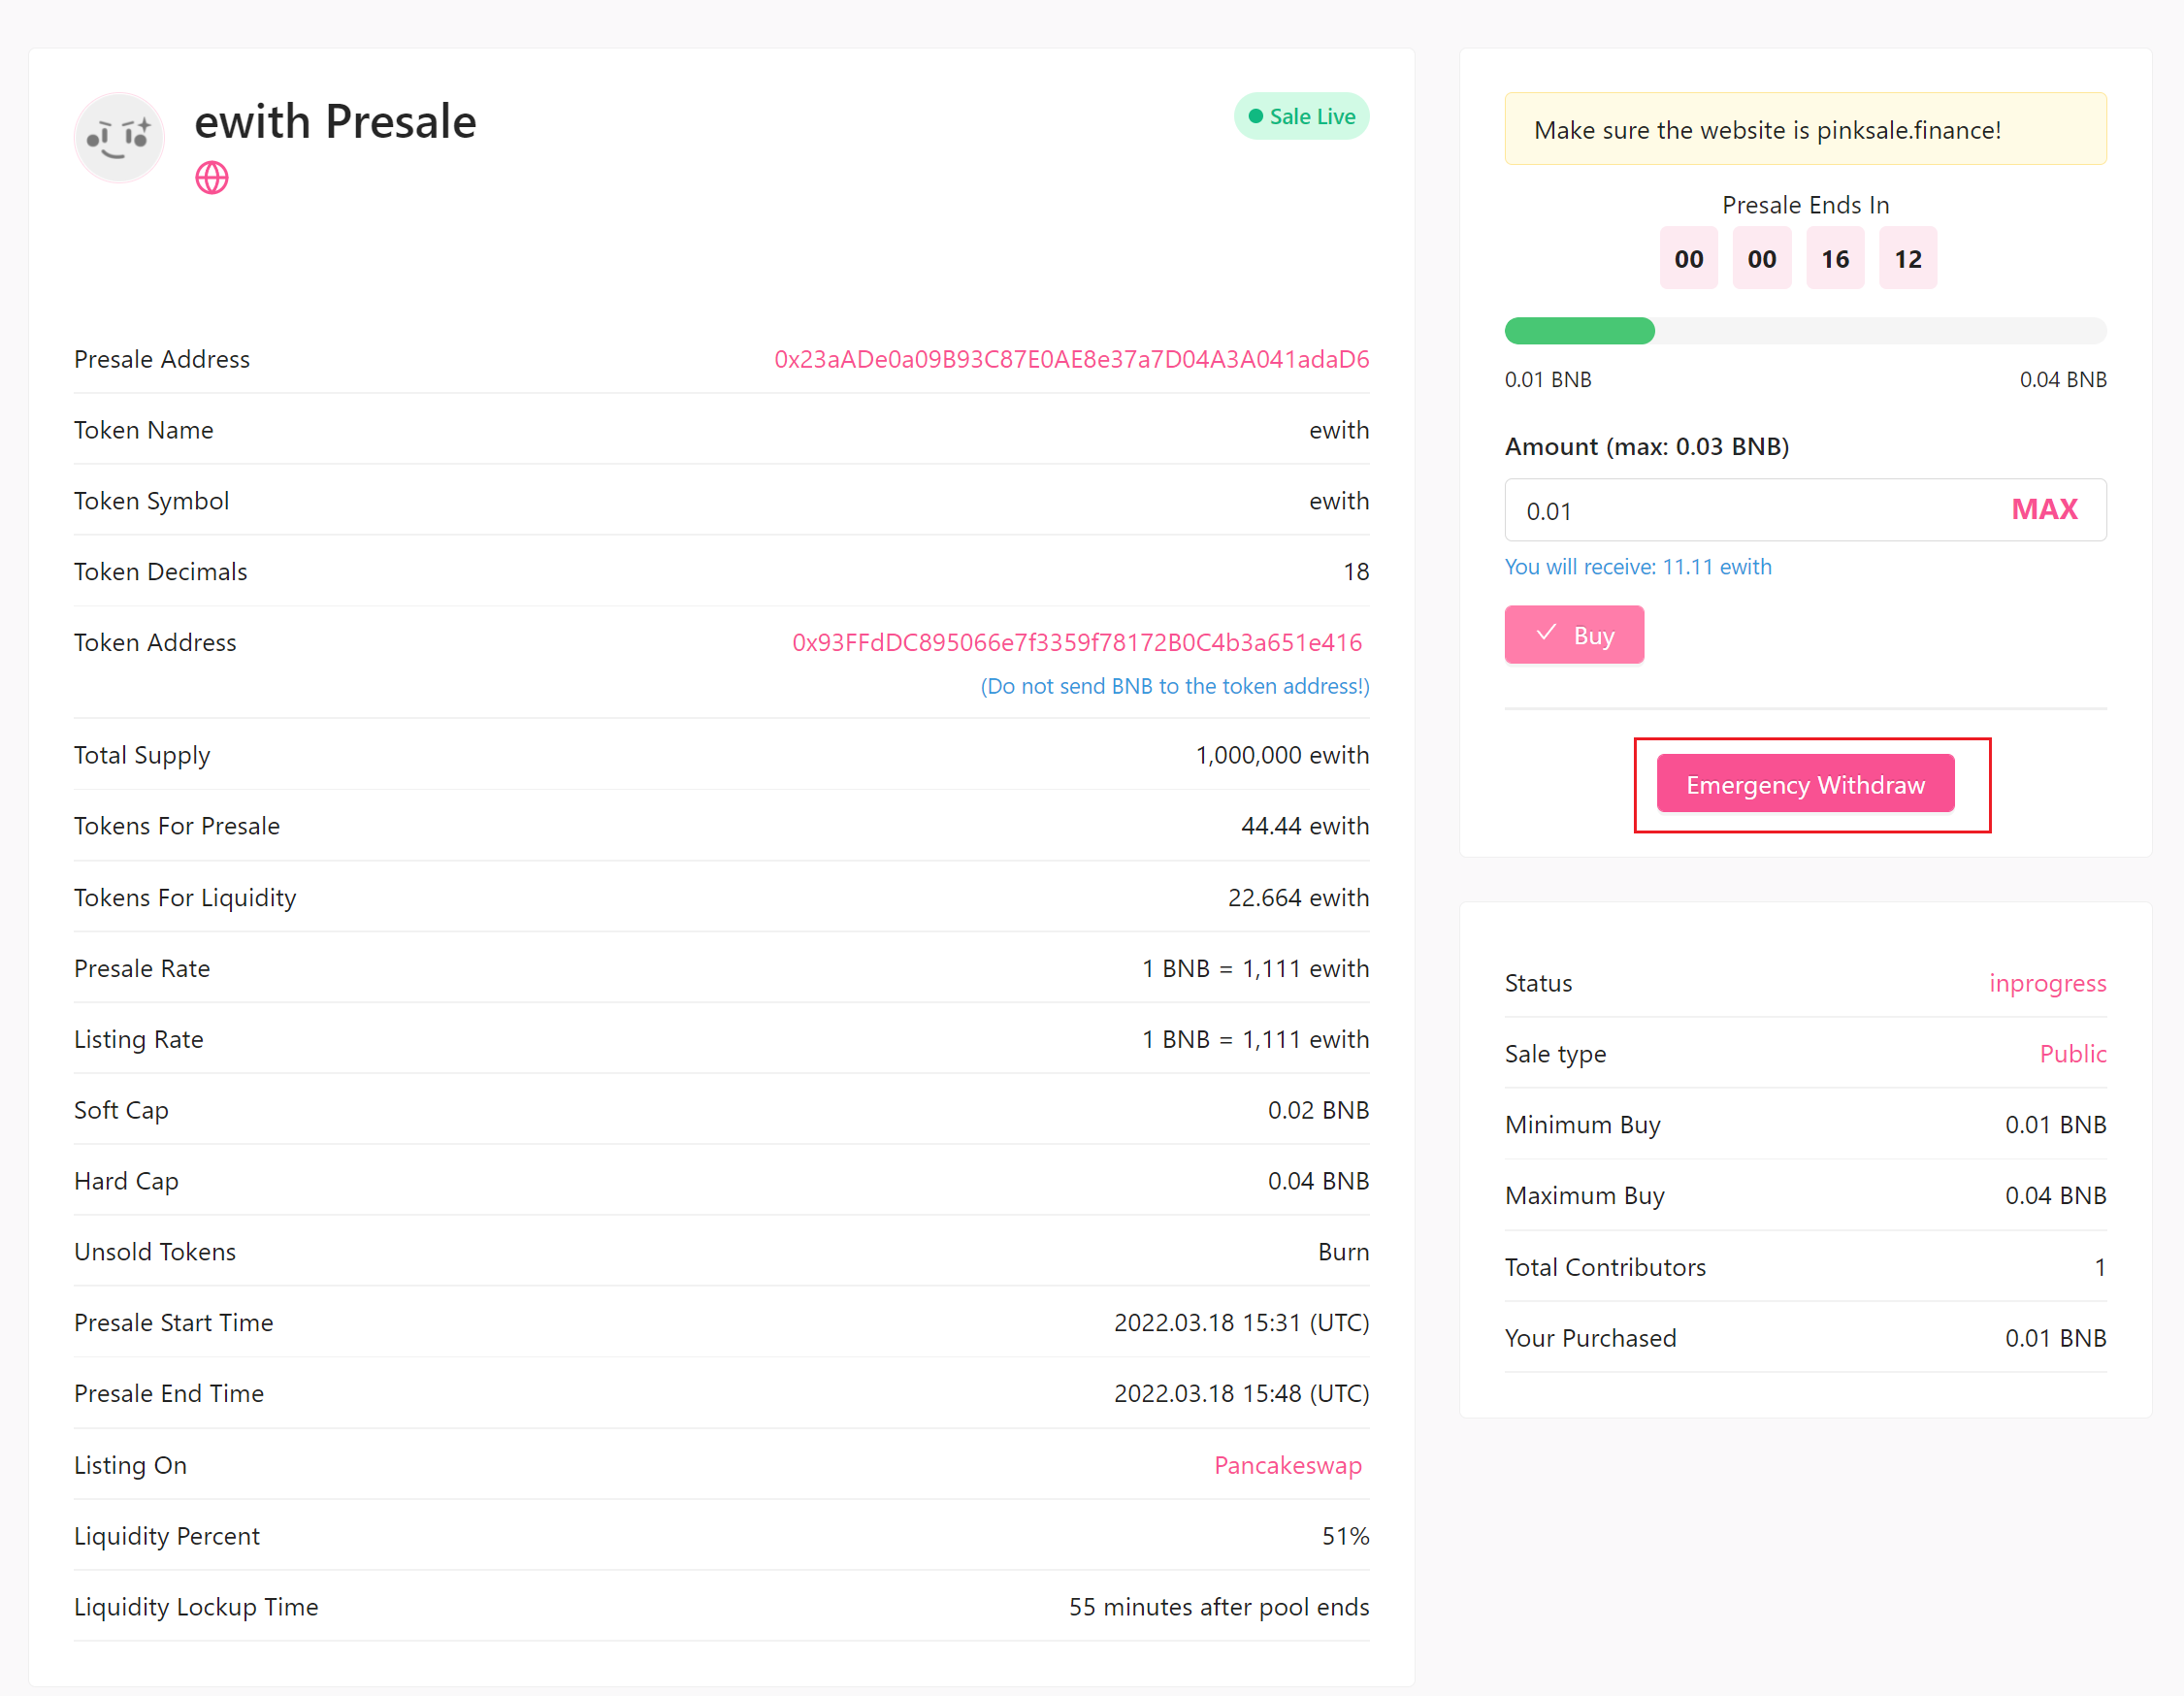 ewith Presale
Sale Live
Presale Address 0x23aADe0a09B93C87E0AE8e37a7D04A3A041adaD6
Token Name ewith
Token Symbol ewith
Token Decimals 18
Token Address 0x93FFdDC895066e7f3359f78172B0C4b3a651e416
(Do not send BNB to the token address!)
Total Supply 1,000,000 ewith
Tokens For Presale 44.44 ewith
Tokens For Liquidity 22.664 ewith
Presale Rate 1 BNB = 1,111 ewith
Listing Rate 1 BNB = 1,111 ewith
Soft Cap 0.02 BNB
Hard Cap 0.04 BNB
Unsold Tokens Burn
Presale Start Time 2022.03.18 15:31 (UTC)
Presale End Time 2022.03.18 15:48 (UTC)
Listing On Pancakeswap
Liquidity Percent 51%
Liquidity Lockup Time 55 minutes after pool ends
Make sure the website is pinksale.finance!
Presale Ends In
00 00 16 12
0.01 BNB 0.04 BNB
Amount (max: 0.03 BNB)
0.01 MAX
You will receive: 11.11 ewith
Buy
Emergency Withdraw
Status inprogress
Sale type Public
Minimum Buy 0.01 BNB
Maximum Buy 0.04 BNB
Total Contributors 1
Your Purchased 0.01 BNB